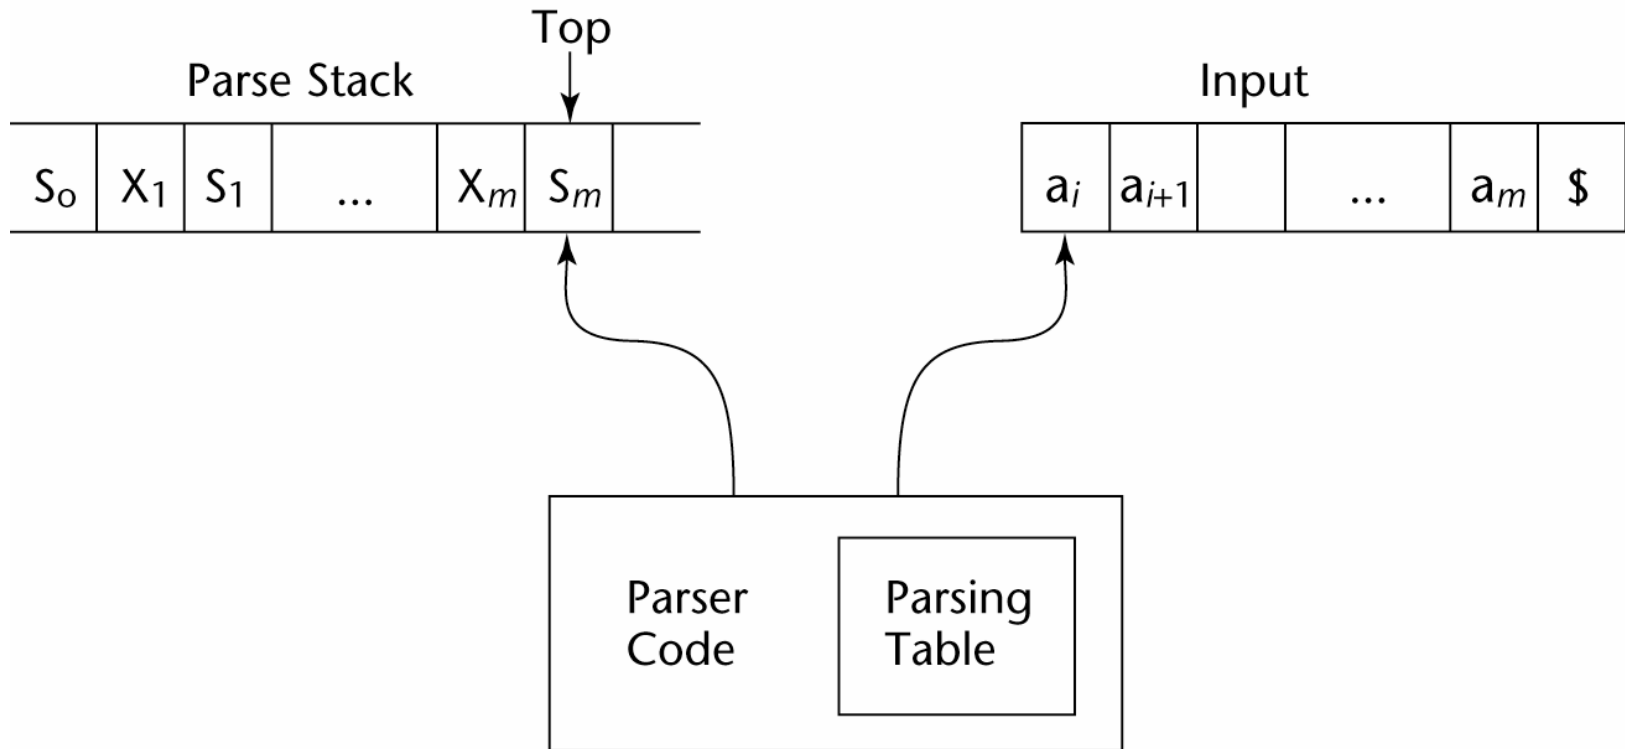 Top
Parse Stack
Input
S₀ X₁ S₁ ... Xₘ Sₘ
aᵢ aᵢ₊₁ ... aₘ $
Parser Code
Parsing Table